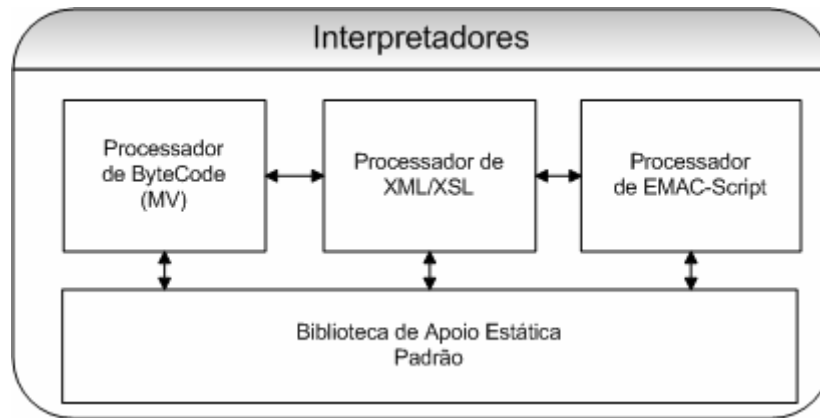 Interpretadores
Processador
de ByteCode
(MV)
Processador de
XML/XSL
Processador
de EMAC-Script
Biblioteca de Apoio Estática
Padrão